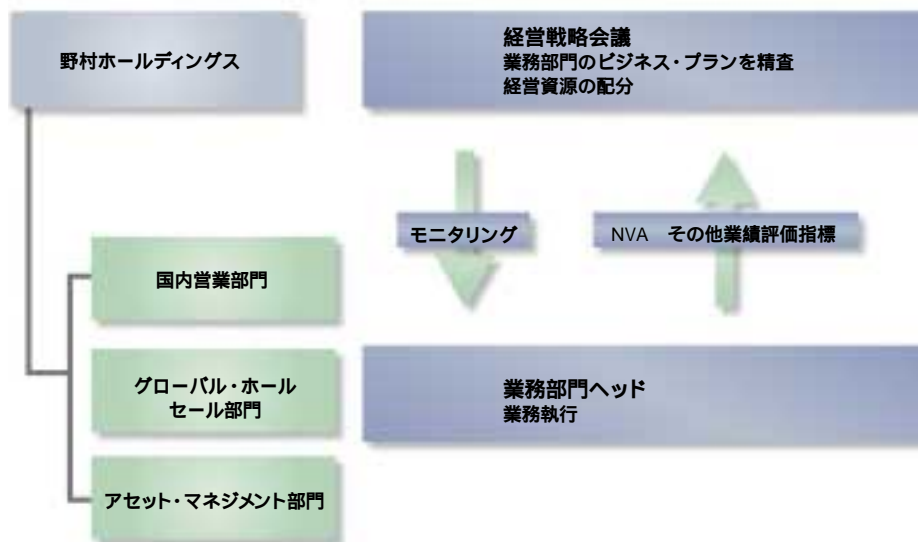 野村ホールディングス
経営戦略会議
業務部門のビジネス・プランを精査
経営資源の配分
モニタリング
NVA その他業績評価指標
国内営業部門
グローバル・ホール
セール部門
アセット・マネジメント部門
業務部門ヘッド
業務執行